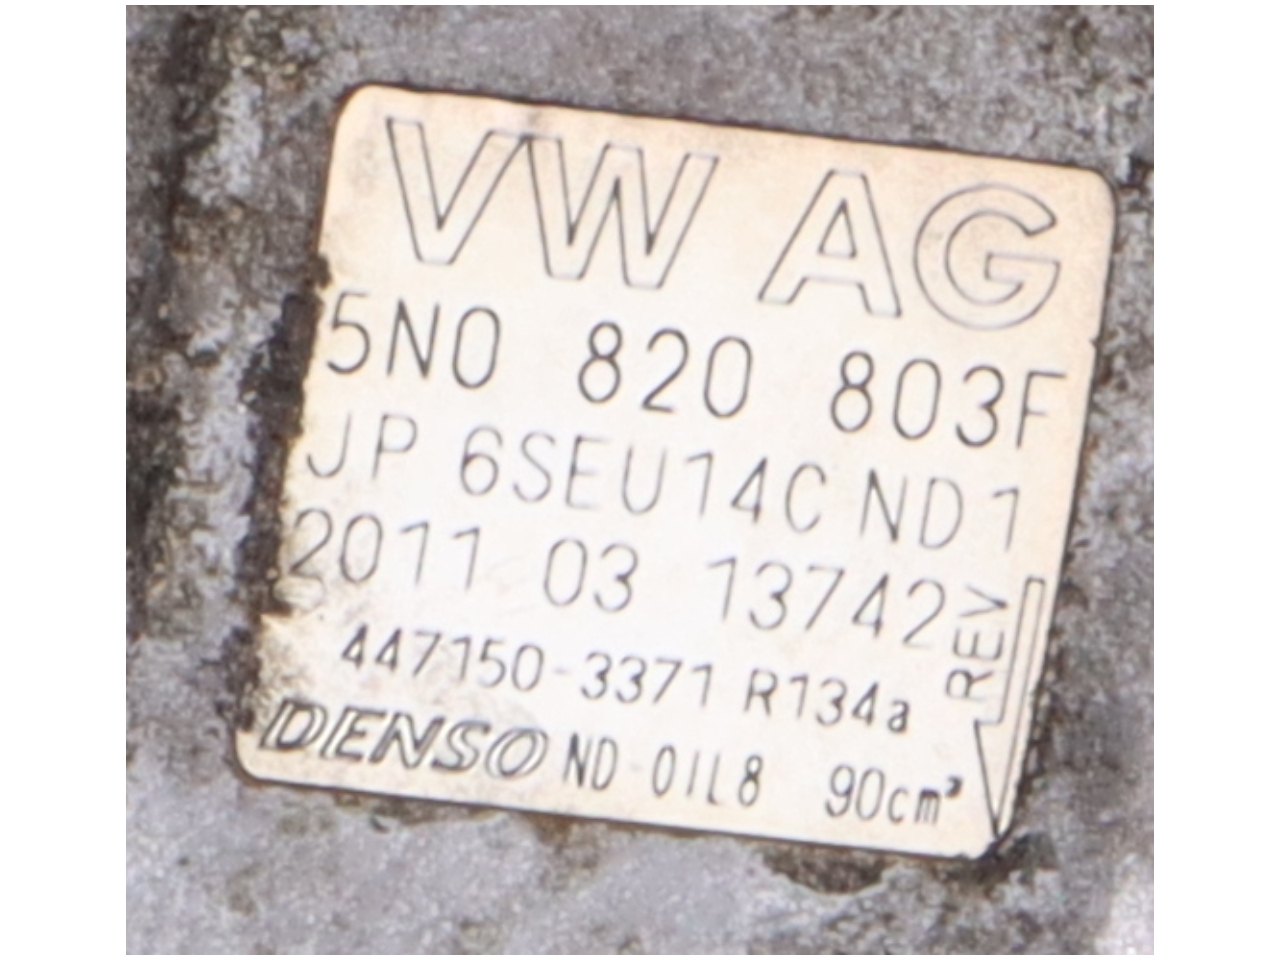 VW AG
5N0 820 803F
JP 6SEU14C ND1
2011 03 13742
REV
447150-3371 R134a
DENSO ND-OIL8 90cm³